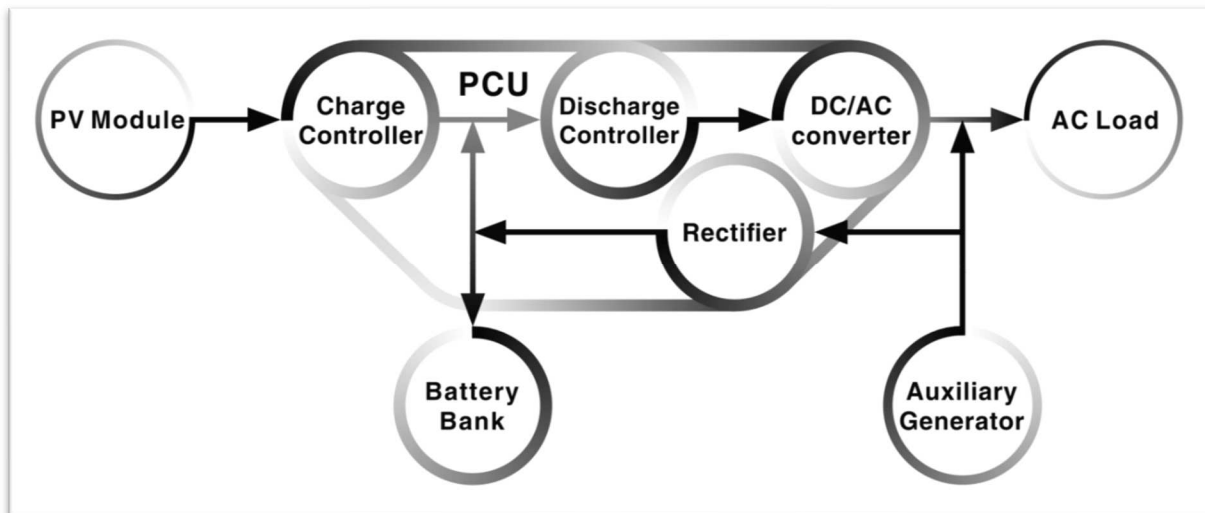 PCU
PV Module
Charge
Controller
Discharge
Controller
DC/AC
converter
AC Load
Rectifier
Battery
Bank
Auxiliary
Generator